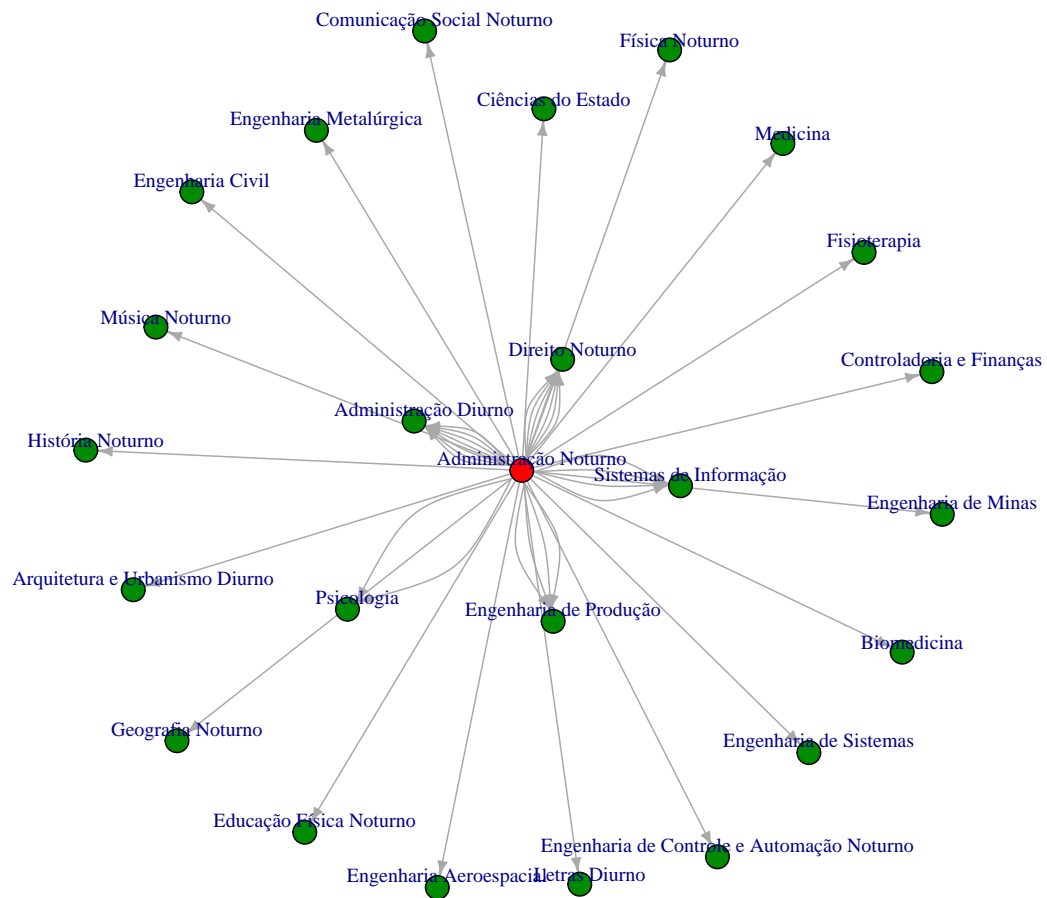 Comunicação Social Noturno
Física Noturno
Ciências do Estado
Engenharia Metalúrgica
Medicina
Engenharia Civil
Fisioterapia
Música Noturno
Direito Noturno
Controladoria e Finanças
Administração Diurno
História Noturno
Administração Noturno
Sistemas de Informação
Engenharia de Minas
Arquitetura e Urbanismo Diurno
Psicologia
Engenharia de Produção
Biomedicina
Geografia Noturno
Engenharia de Sistemas
Educação Física Noturno
Engenharia de Controle e Automação Noturno
Engenharia Aeroespacial
Letras Diurno